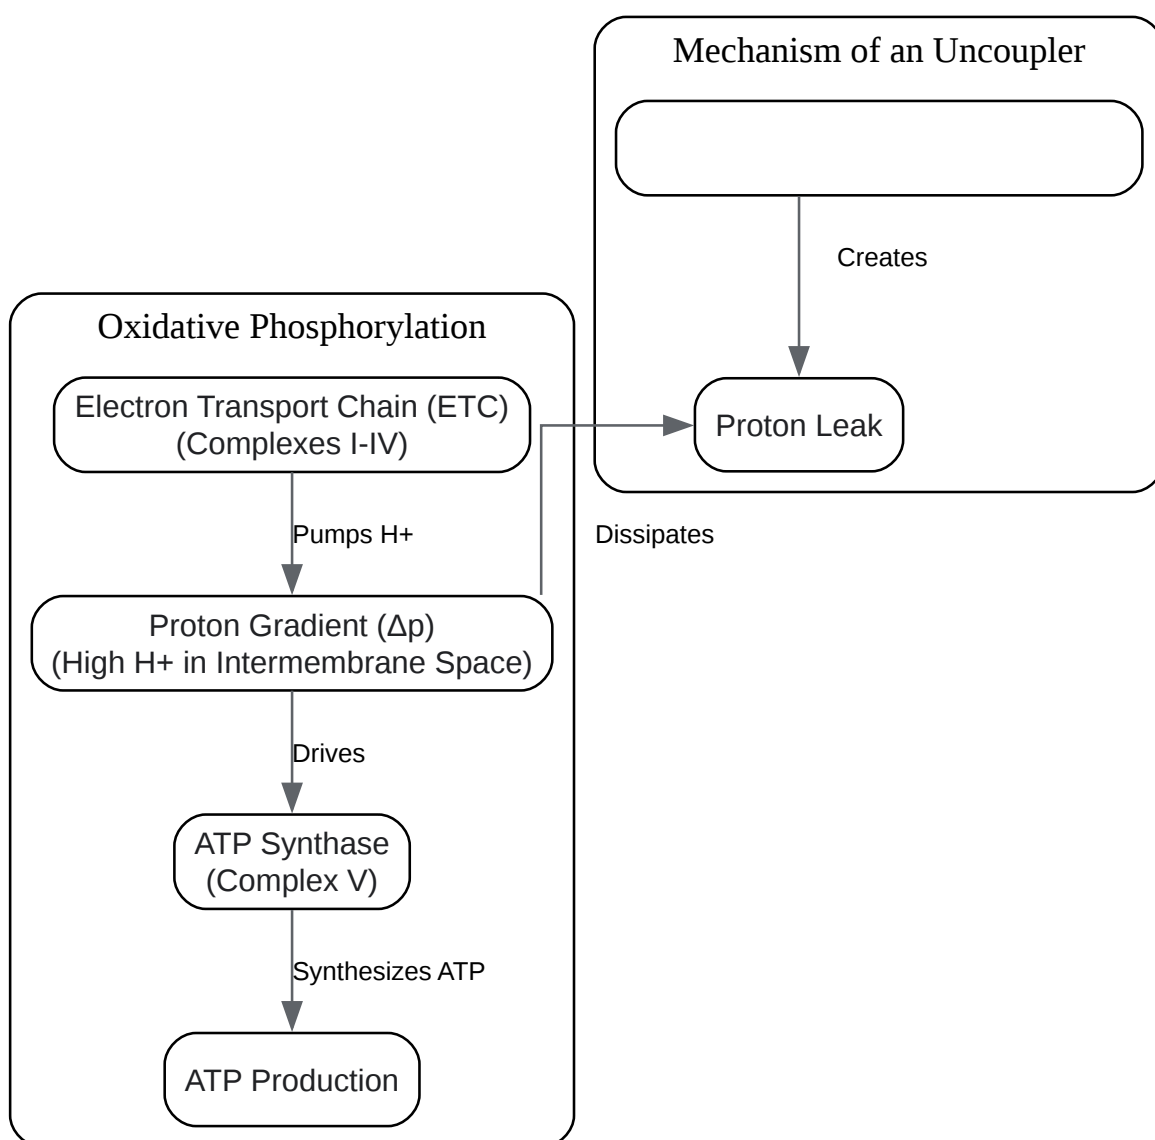 Mechanism of an Uncoupler
Creates
Proton Leak
Oxidative Phosphorylation
Electron Transport Chain (ETC)
(Complexes I-IV)
Pumps H+
Dissipates
Proton Gradient (Δp)
(High H+ in Intermembrane Space)
Drives
ATP Synthase
(Complex V)
Synthesizes ATP
ATP Production